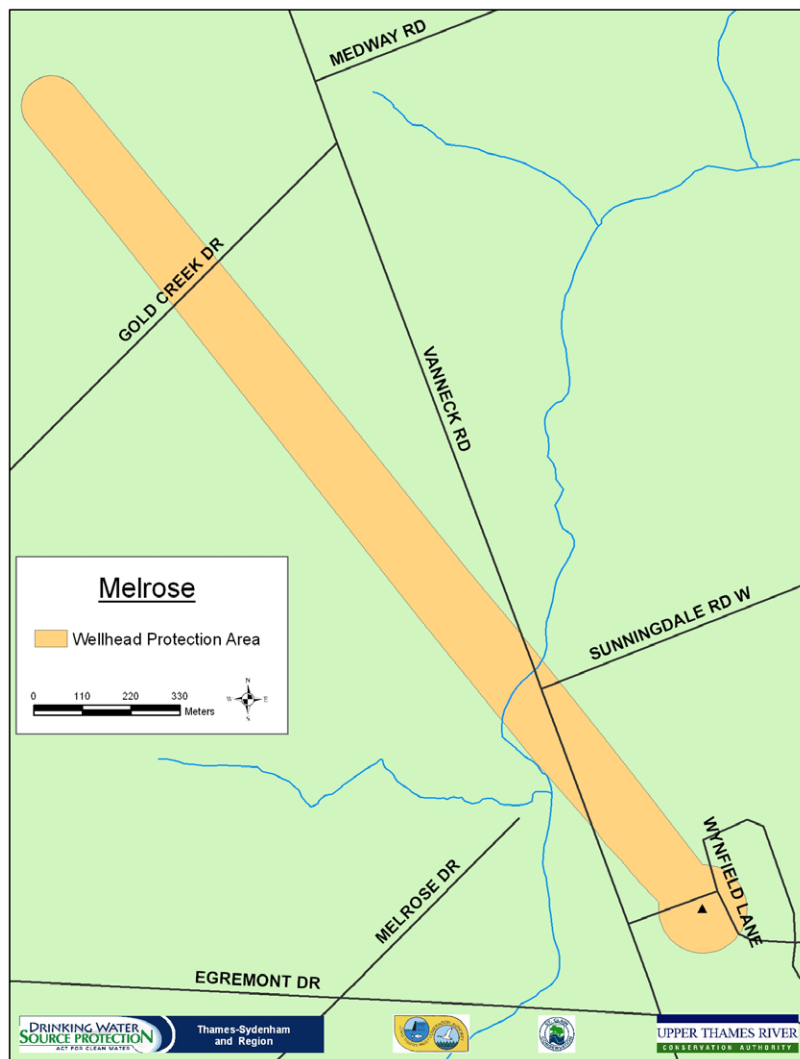 MEDWAY RD
GOLD CREEK DR
VANNECK RD
Melrose
Wellhead Protection Area
0 110 220 330
Meters
N
W E
S
SUNNINGDALE RD W
WYNFIELD LANE
MELROSE DR
EGREMONT DR
DRINKING WATER
SOURCE PROTECTION
ACT FOR CLEAN WATER
Thames-Sydenham
and Region
UPPER THAMES RIVER
CONSERVATION AUTHORITY